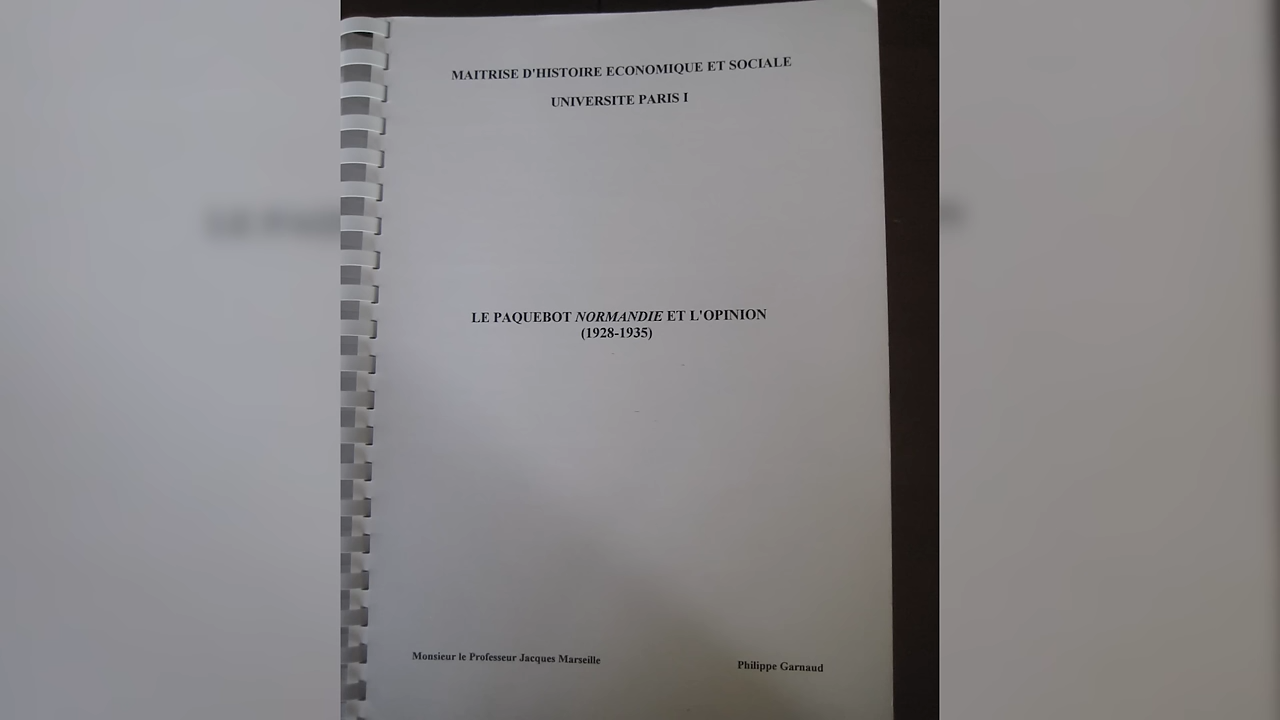 MAITRISE D'HISTOIRE ECONOMIQUE ET SOCIALE
UNIVERSITE PARIS I
LE PAQUEBOT NORMANDIE ET L'OPINION
(1928-1935)
Monsieur le Professeur Jacques Marseille
Philippe Garnaud